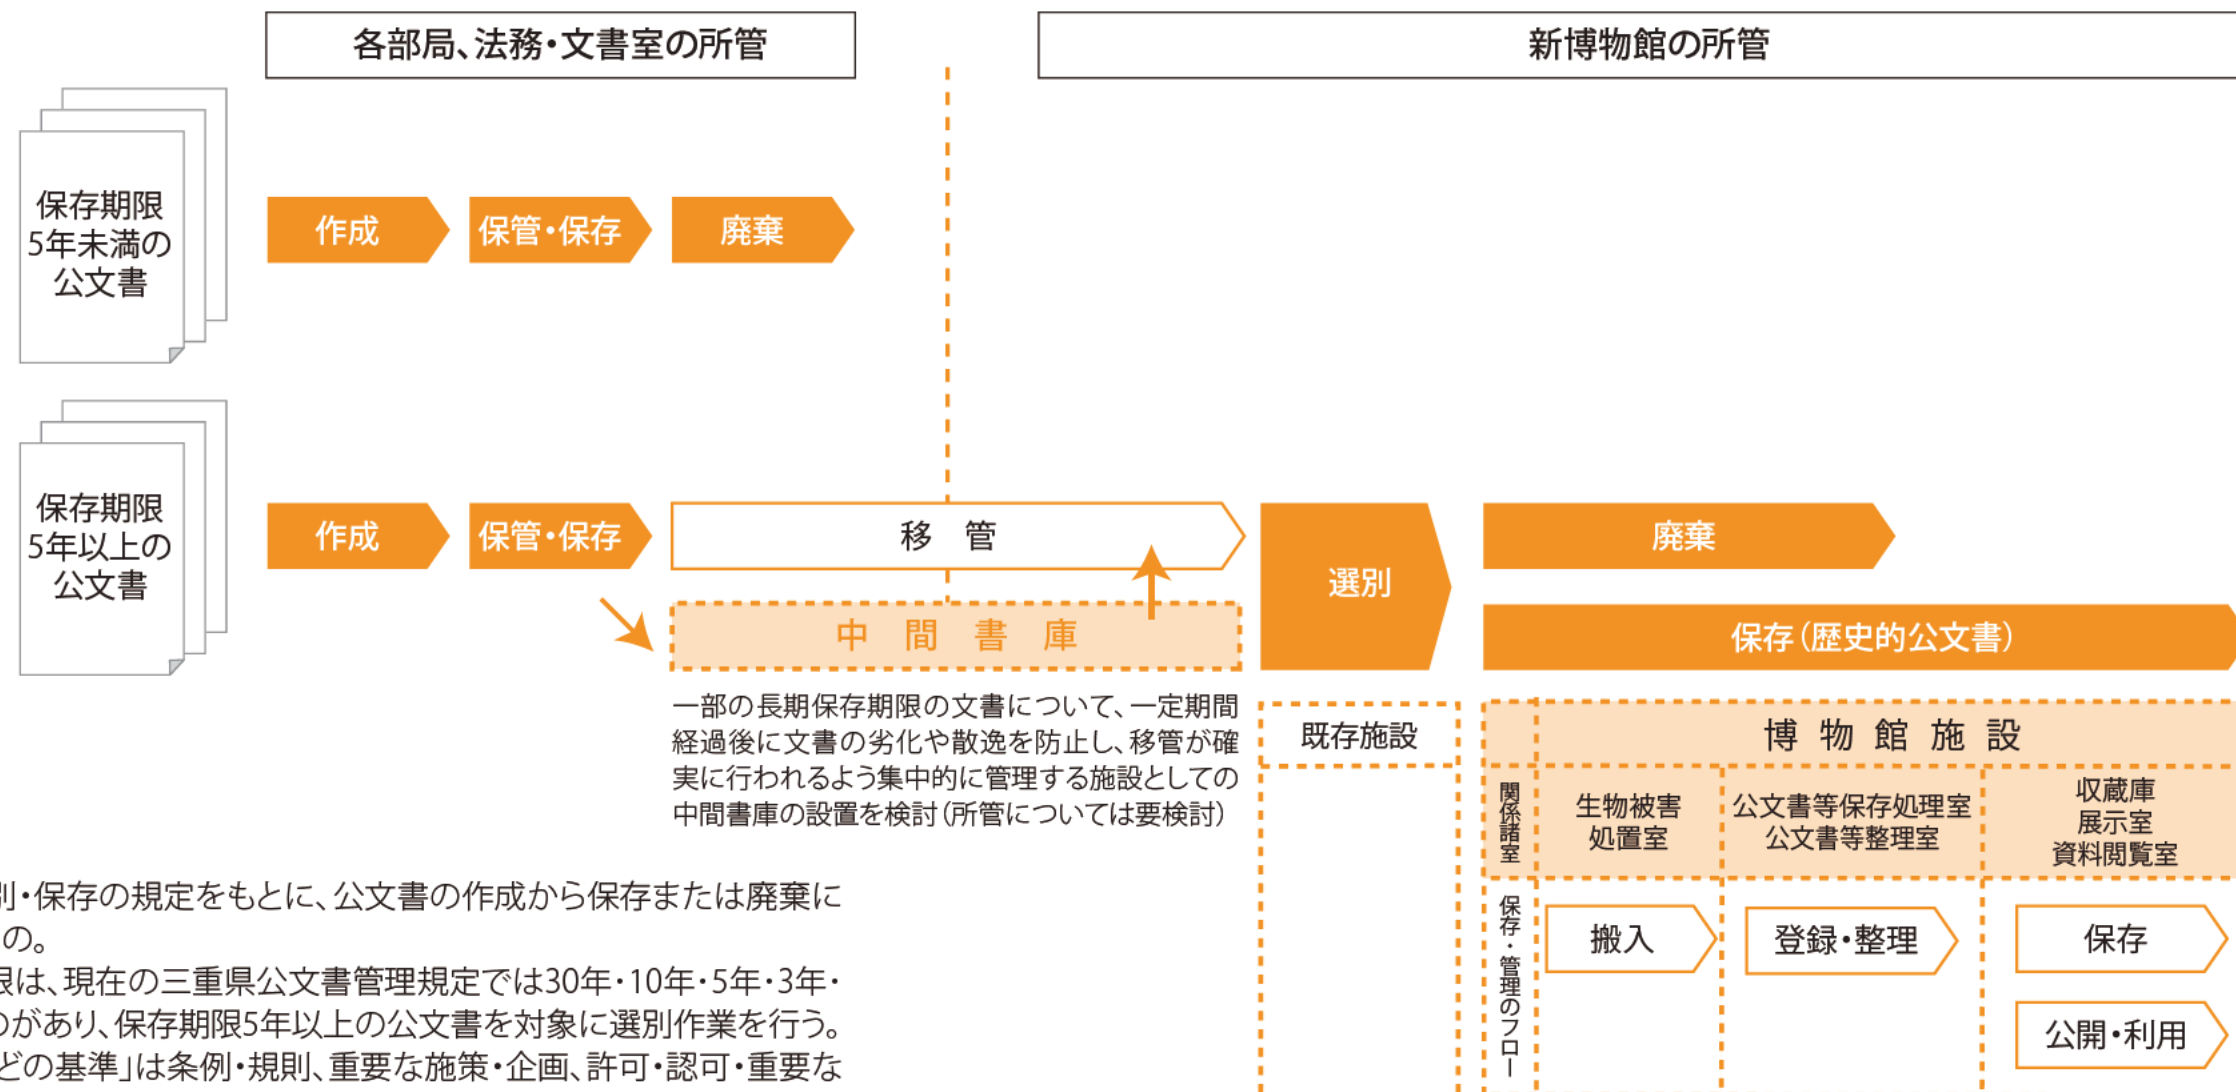 各部局、法務・文書室の所管
新博物館の所管
保存期限
5年未満の
公文書
作成
保管・保存
廃棄
保存期限
5年以上の
公文書
作成
保管・保存
移 管
選別
廃棄
中 間 書 庫
保存(歴史的公文書)
一部の長期保存期限の文書について、一定期間
経過後に文書の劣化や散逸を防止し、移管が確
実に行われるよう集中的に管理する施設としての
中間書庫の設置を検討(所管については要検討)
既存施設
博 物 館 施 設
関係諸室
生物被害
処置室
公文書等保存処理室
公文書等整理室
収蔵庫
展示室
資料閲覧室
保存・管理のフロー
搬入
登録・整理
保存
公開・利用
別・保存の規定をもとに、公文書の作成から保存または廃棄に
の。
限は、現在の三重県公文書管理規定では30年・10年・5年・3年・
のがあり、保存期限5年以上の公文書を対象に選別作業を行う。
どの基準」は条例・規則、重要な施策・企画、許可・認可・重要な